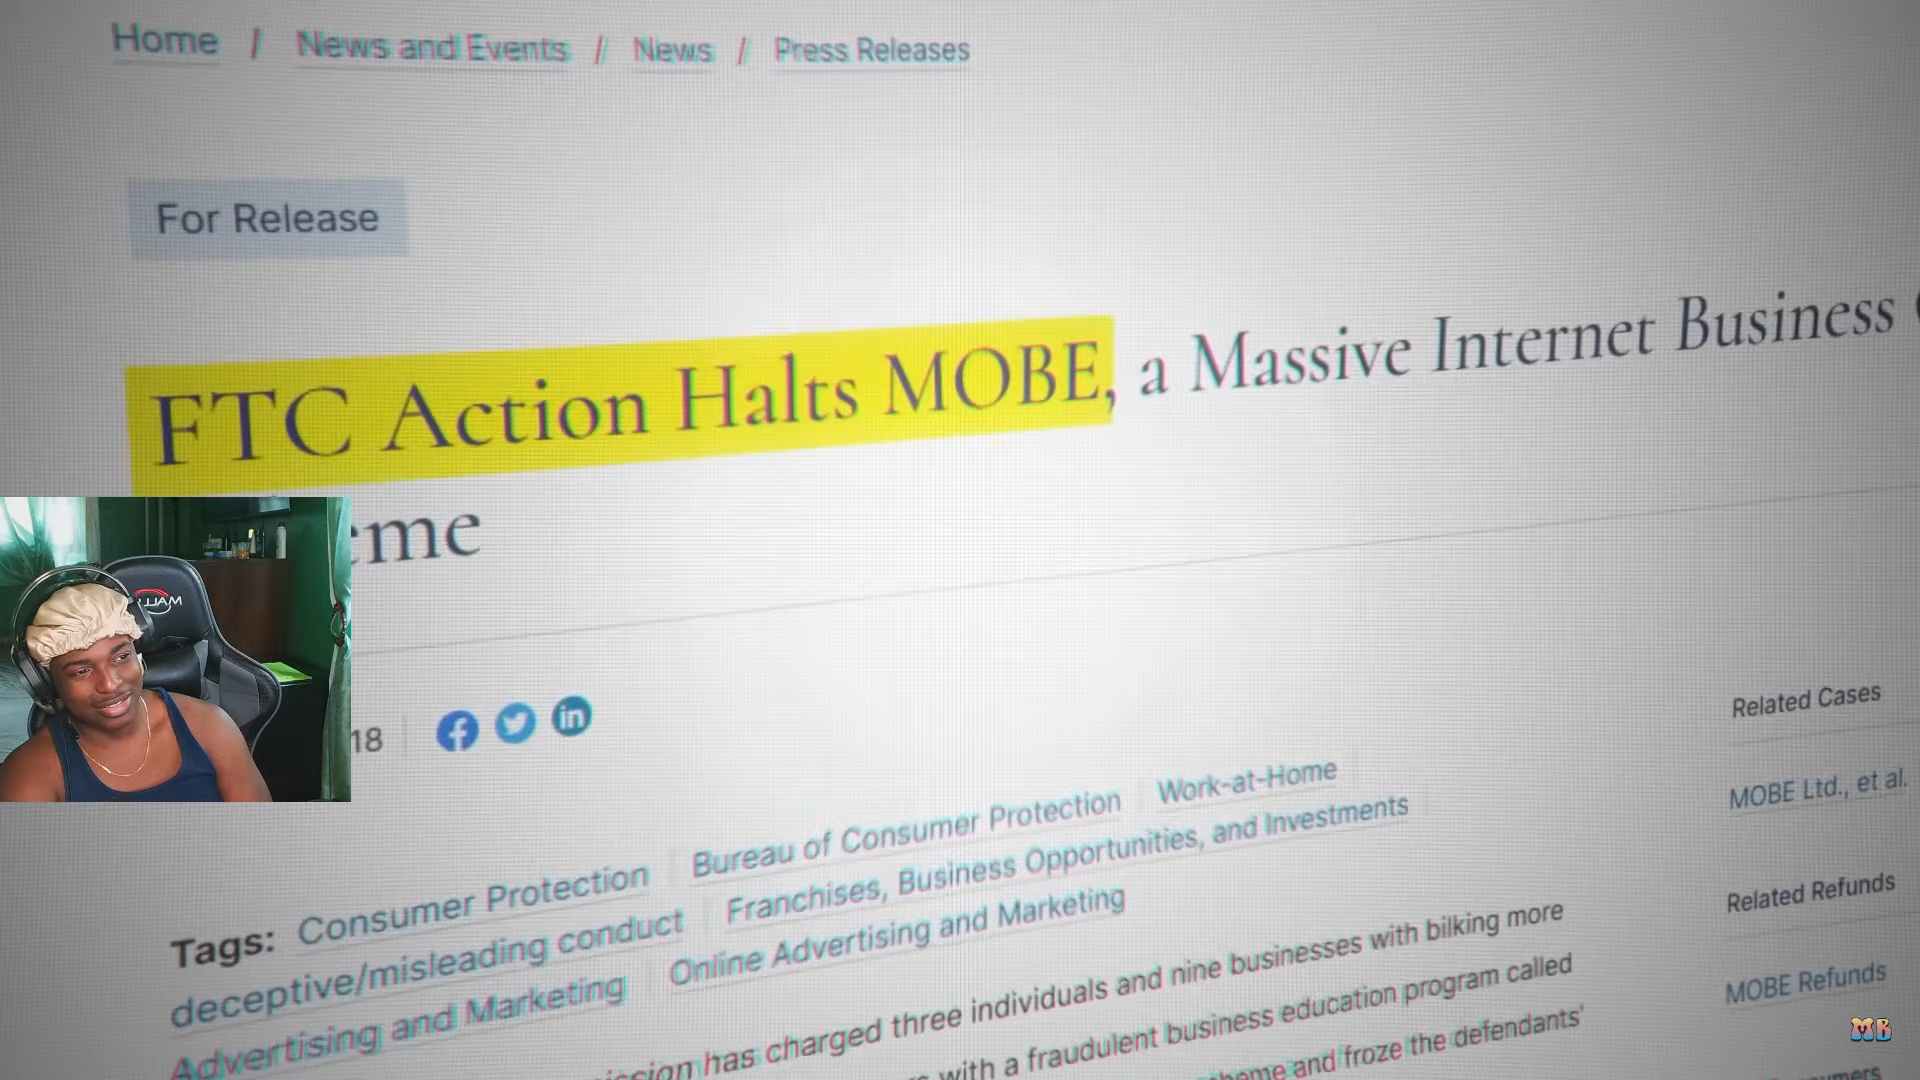 Home / News and Events / News / Press Releases
For Release
FTC Action Halts MOBE, a Massive Internet Business
eme
18
Related Cases
MOBE Ltd., et al.
Related Refunds
MOBE Refunds
Tags: Consumer Protection Bureau of Consumer Protection Work-at-Home
deceptive/misleading conduct Franchises, Business Opportunities, and Investments
Advertising and Marketing Online Advertising and Marketing
ission has charged three individuals and nine businesses with bilking more
with a fraudulent business education program called
heme and froze the defendants'
MB